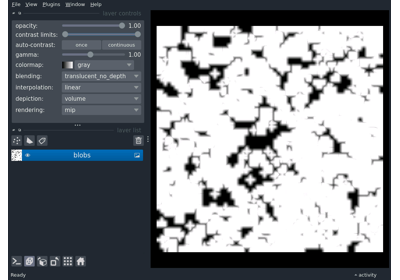 File View Plugins Window Help
layer controls
opacity: 1.00
contrast limits:
auto-contrast: once continuous
gamma: 1.00
colormap: gray
blending: translucent_no_depth
interpolation: linear
depiction: volume
rendering: mip
layer list
blobs
Ready
activity